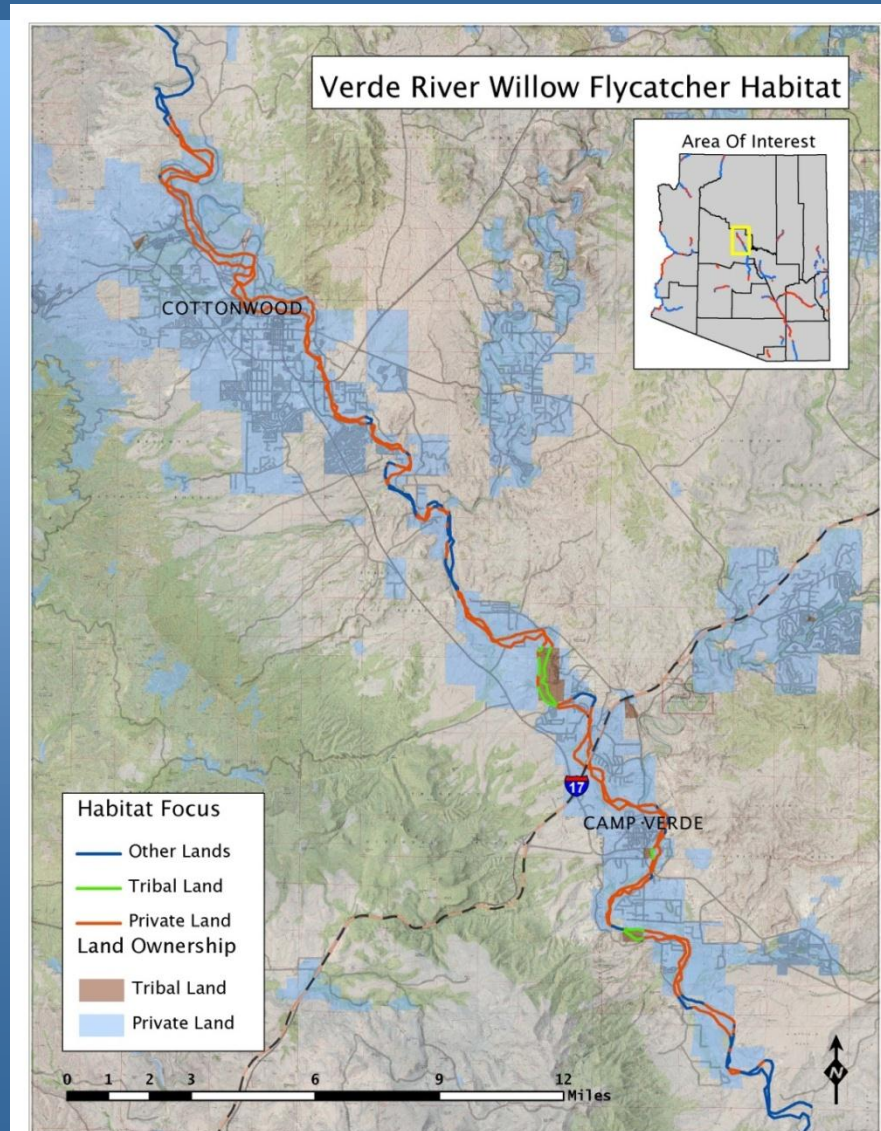 Verde River Willow Flycatcher Habitat
Area Of Interest
COTTONWOOD
17
CAMP VERDE
Habitat Focus
Other Lands
Tribal Land
Private Land
Land Ownership
Tribal Land
Private Land
N
0 1 2 3 6 9 12
Miles